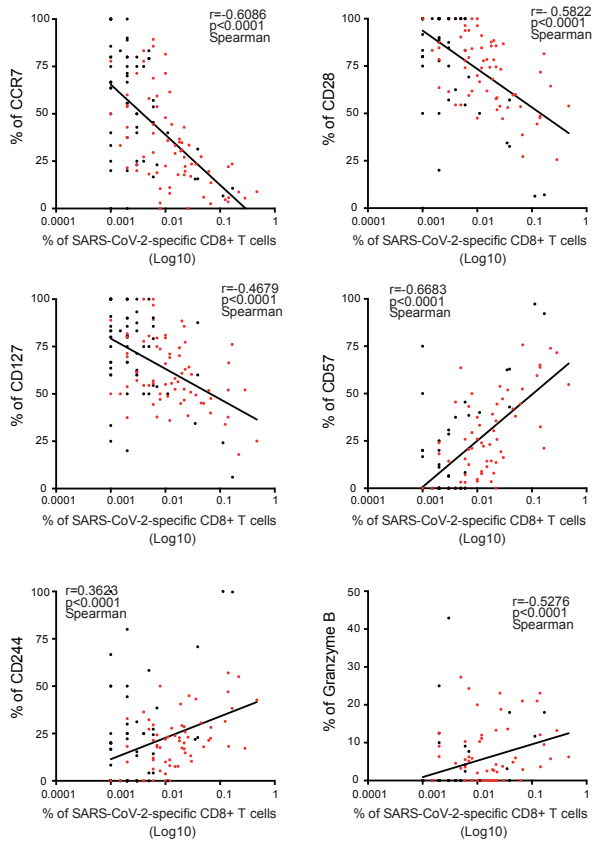 r=-0.6086
p<0.0001
Spearman
% of CCR7
100
75
50
25
0
0.0001
0.001
0.01
0.1
1
% of SARS-CoV-2-specific CD8+ T cells
(Log10)
r=- 0.5822
p<0.0001
Spearman
% of CD28
100
75
50
25
0
0.0001
0.001
0.01
0.1
1
% of SARS-CoV-2-specific CD8+ T cells
(Log10)
r=-0.4679
p<0.0001
Spearman
% of CD127
100
75
50
25
0
0.0001
0.001
0.01
0.1
1
% of SARS-CoV-2-specific CD8+ T cells
(Log10)
r=-0.6683
p<0.0001
Spearman
% of CD57
100
75
50
25
0
0.0001
0.001
0.01
0.1
1
% of SARS-CoV-2-specific CD8+ T cells
(Log10)
r=0.3623
p<0.0001
Spearman
% of CD244
100
75
50
25
0
0.0001
0.001
0.01
0.1
1
% of SARS-CoV-2-specific CD8+ T cells
(Log10)
r=-0.5276
p<0.0001
Spearman
% of Granzyme B
50
40
30
20
10
0
0.0001
0.001
0.01
0.1
1
% of SARS-CoV-2-specific CD8+ T cells
(Log10)